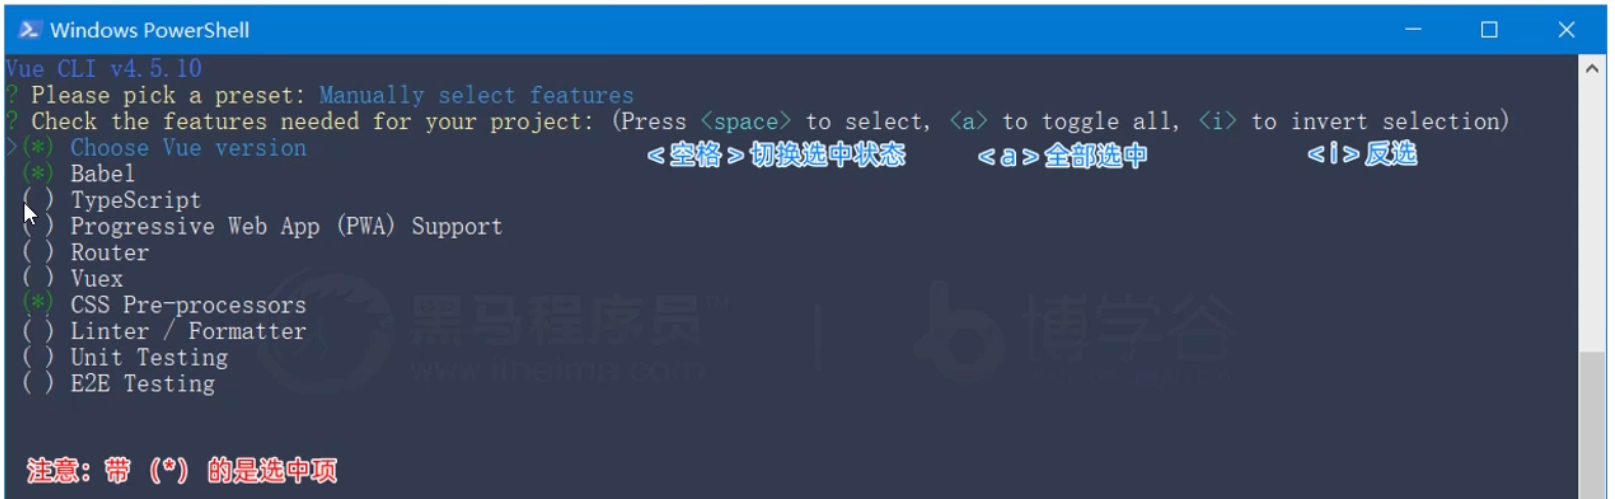 Windows PowerShell
Vue CLI v4.5.10
? Please pick a preset: Manually select features
? Check the features needed for your project: (Press <space> to select, <a> to toggle all, <i> to invert selection)
>(*) Choose Vue version
<空格>切换选中状态 <a>全部选中 <i>反选
(*) Babel
( ) TypeScript
( ) Progressive Web App (PWA) Support
( ) Router
( ) Vuex
(*) CSS Pre-processors
( ) Linter / Formatter
( ) Unit Testing
( ) E2E Testing
黑马程序员™ | 博学谷
www.itheima.com
注意：带 (*) 的是选中项